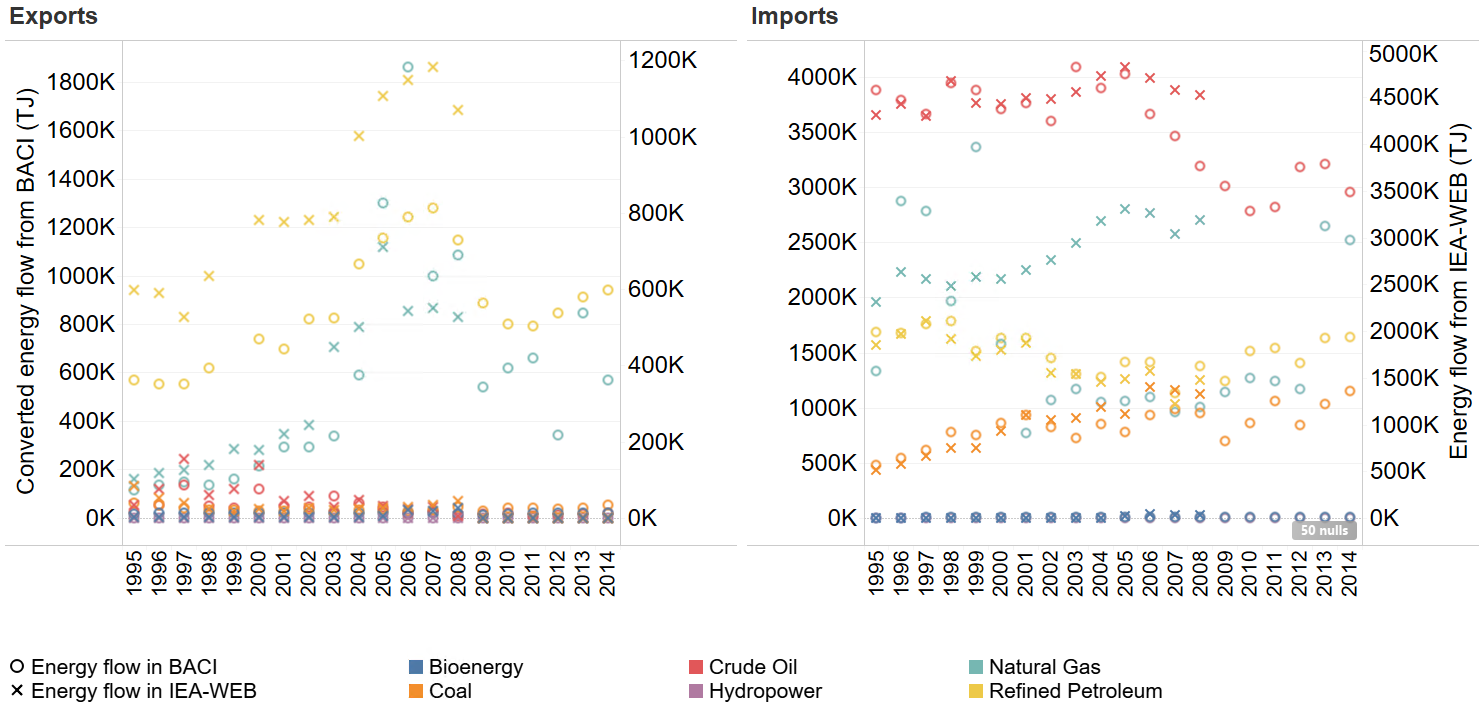 Exports
Imports
Converted energy flow from BACI (TJ)
1800K
1600K
1400K
1200K
1000K
800K
600K
400K
200K
0K
1200K
1000K
800K
600K
400K
200K
0K
1995 1996 1997 1998 1999 2000 2001 2002 2003 2004 2005 2006 2007 2008 2009 2010 2011 2012 2013 2014
4000K
3500K
3000K
2500K
2000K
1500K
1000K
500K
0K
5000K
4500K
4000K
3500K
3000K
2500K
2000K
1500K
1000K
500K
0K
Energy flow from IEA-WEB (TJ)
50 nulls
1995 1996 1997 1998 1999 2000 2001 2002 2003 2004 2005 2006 2007 2008 2009 2010 2011 2012 2013 2014
Energy flow in BACI
Energy flow in IEA-WEB
Bioenergy
Coal
Crude Oil
Hydropower
Natural Gas
Refined Petroleum